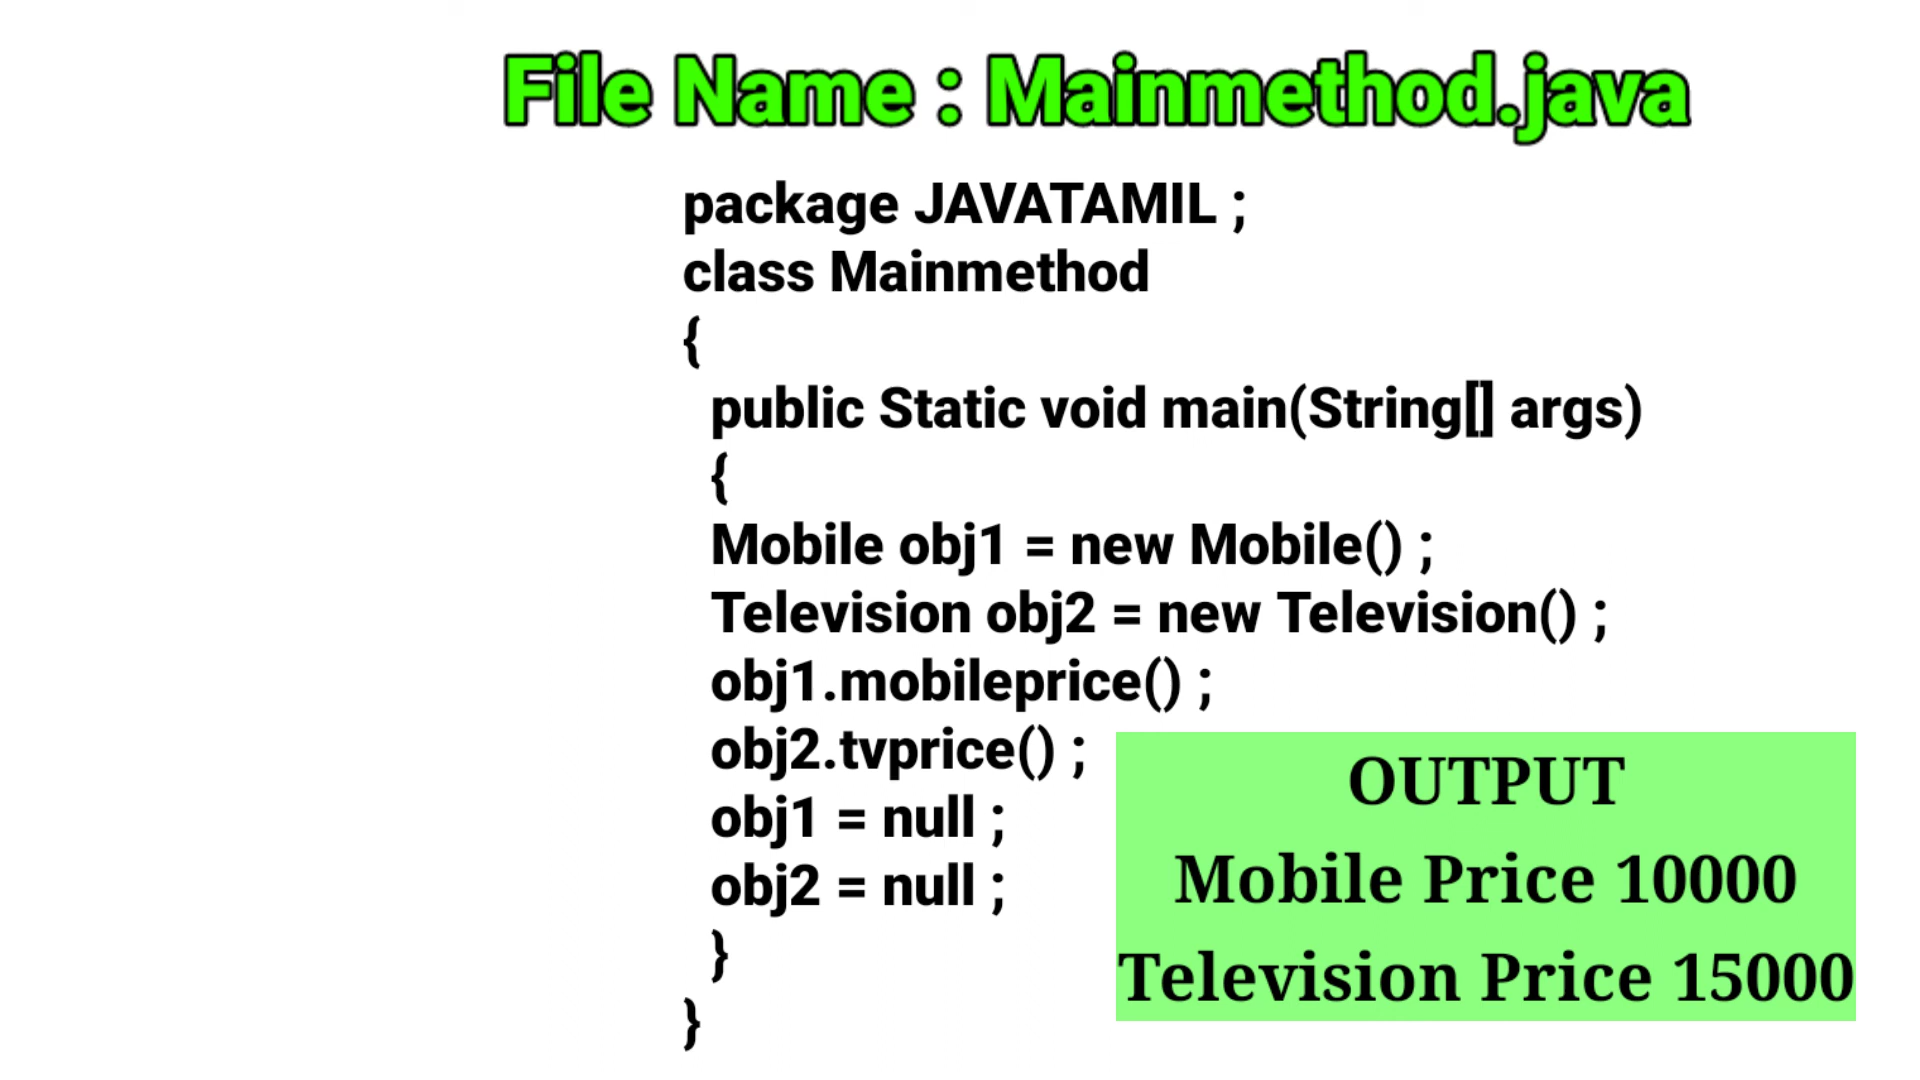 File Name : Mainmethod.java
package JAVATAMIL ;
class Mainmethod
{
public Static void main(String[] args)
{
Mobile obj1 = new Mobile() ;
Television obj2 = new Television() ;
obj1.mobileprice() ;
obj2.tvprice() ;
obj1 = null ;
obj2 = null ;
}
}
OUTPUT
Mobile Price 10000
Television Price 15000